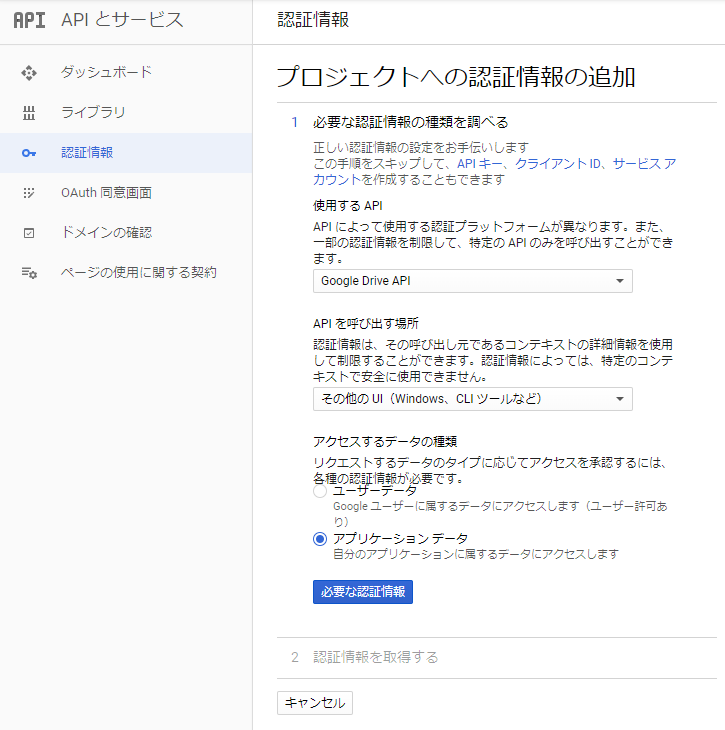 API API とサービス
ダッシュボード
ライブラリ
認証情報
OAuth 同意画面
ドメインの確認
ページの使用に関する契約
認証情報
プロジェクトへの認証情報の追加
1 必要な認証情報の種類を調べる
正しい認証情報の設定をお手伝いします
この手順をスキップして、API キー、クライアント ID、サービス ア
カウントを作成することもできます
使用する API
API によって使用する認証プラットフォームが異なります。また、
一部の認証情報を制限して、特定の API のみを呼び出すことができ
ます。
Google Drive API
API を呼び出す場所
認証情報は、その呼び出し元であるコンテキストの詳細情報を使用
して制限することができます。認証情報によっては、特定のコンテ
キストで安全に使用できません。
その他の UI（Windows、CLI ツールなど）
アクセスするデータの種類
リクエストするデータのタイプに応じてアクセスを承認するには、
各種の認証情報が必要です。
ユーザーデータ
Google ユーザーに属するデータにアクセスします（ユーザー許可あ
り）
アプリケーション データ
自分のアプリケーションに属するデータにアクセスします
必要な認証情報
2 認証情報を取得する
キャンセル